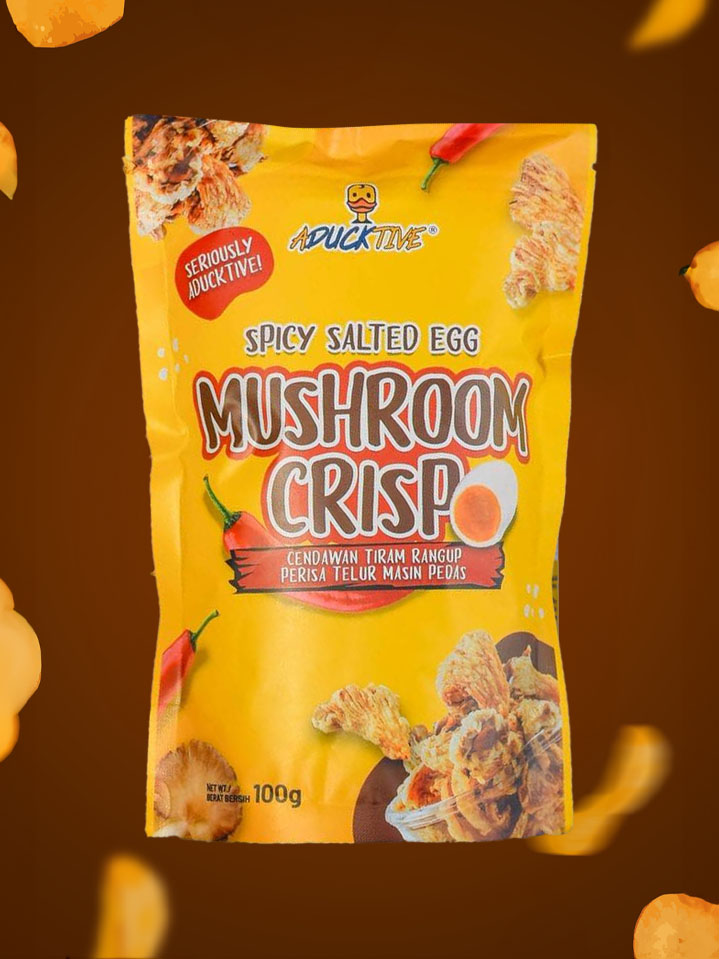 ADUCKTIVE®
SERIOUSLY
ADUCKTIVE!
SPICY SALTED EGG
MUSHROOM
CRISP
CENDAWAN TIRAM RANGUP
PERISA TELUR MASIN PEDAS
NET WT./
BERAT BERSIH 100g